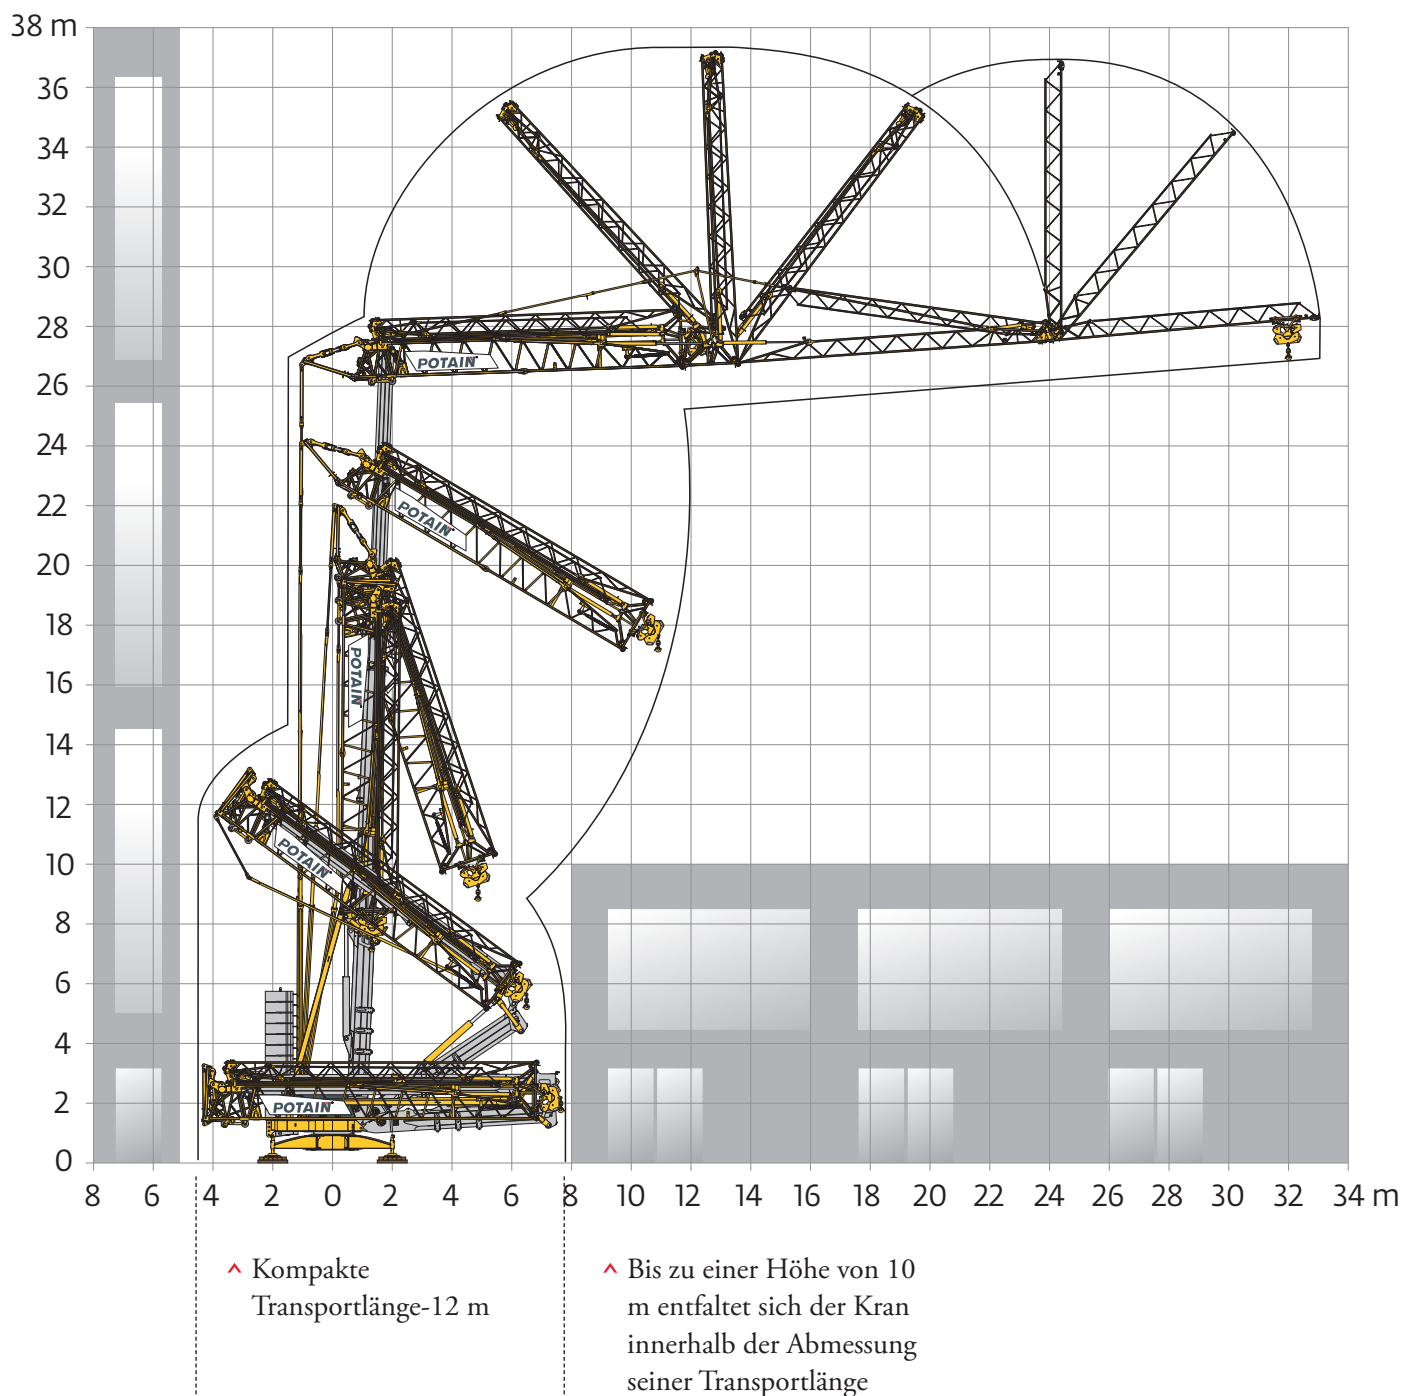 38 m
36
34
32
30
28
26
24
22
20
18
16
14
12
10
8
6
4
2
0
POTAIN
POTAIN
POTAIN
POTAIN
POTAIN
8 6 4 2 0 2 4 6 8 10 12 14 16 18 20 22 24 26 28 30 32 34 m
^ Kompakte
Transportlänge-12 m
^ Bis zu einer Höhe von 10
m entfaltet sich der Kran
innerhalb der Abmessung
seiner Transportlänge